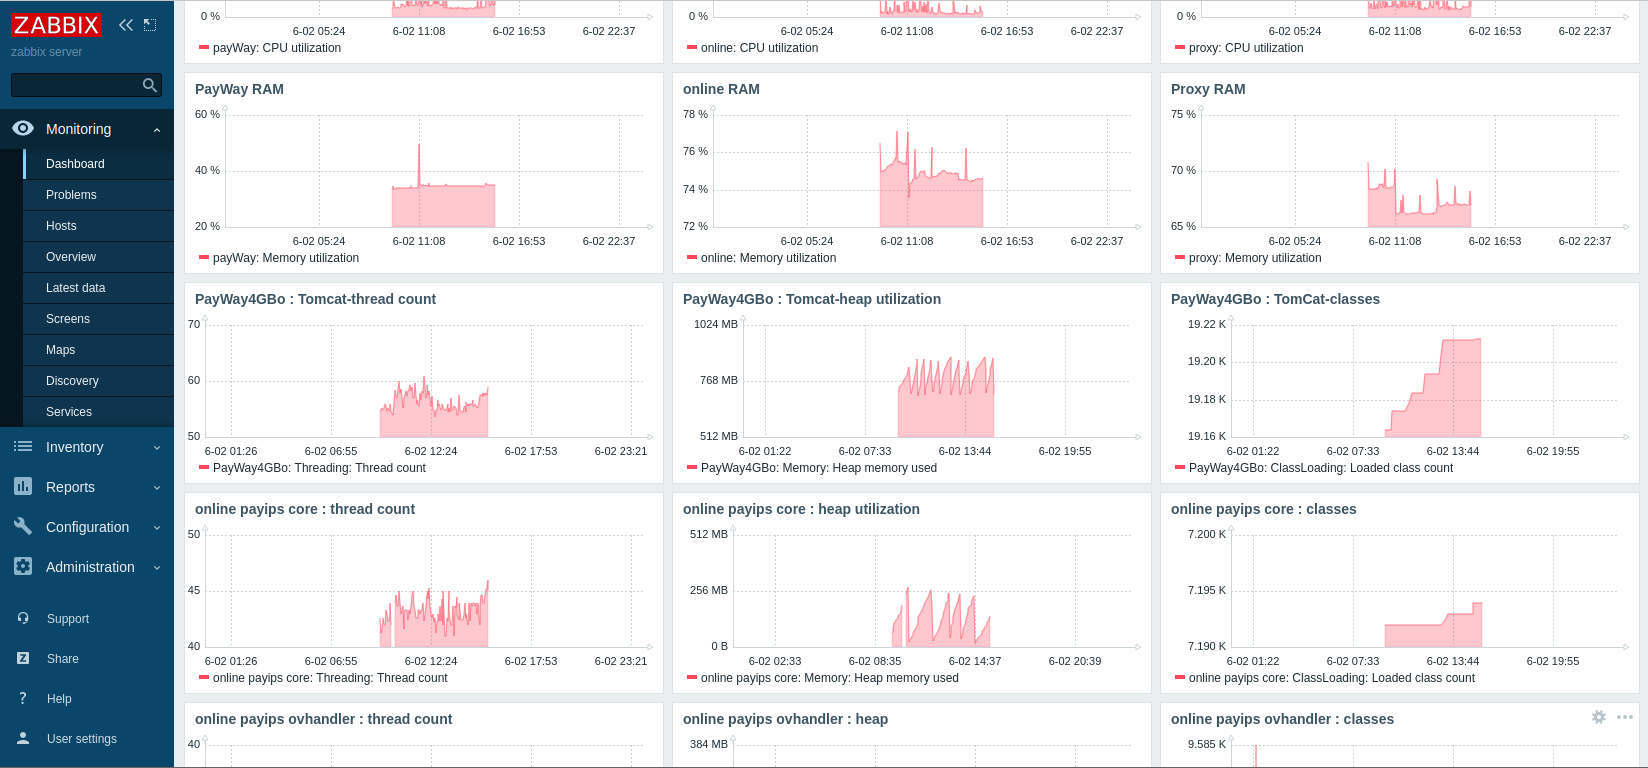 ZABBIX
zabbix server
Monitoring
Dashboard
Problems
Hosts
Overview
Latest data
Screens
Maps
Discovery
Services
Inventory
Reports
Configuration
Administration
Support
Z Share
? Help
User settings
0 %
6-02 05:24 6-02 11:08 6-02 16:53 6-02 22:37
payWay: CPU utilization
0 %
6-02 05:24 6-02 11:08 6-02 16:53 6-02 22:37
online: CPU utilization
0 %
6-02 05:24 6-02 11:08 6-02 16:53 6-02 22:37
proxy: CPU utilization
PayWay RAM
60 %
40 %
20 %
6-02 05:24 6-02 11:08 6-02 16:53 6-02 22:37
payWay: Memory utilization
online RAM
78 %
76 %
74 %
72 %
6-02 05:24 6-02 11:08 6-02 16:53 6-02 22:37
online: Memory utilization
Proxy RAM
75 %
70 %
65 %
6-02 05:24 6-02 11:08 6-02 16:53 6-02 22:37
proxy: Memory utilization
PayWay4GBo : Tomcat-thread count
70
60
50
6-02 01:26 6-02 06:55 6-02 12:24 6-02 17:53 6-02 23:21
PayWay4GBo: Threading: Thread count
PayWay4GBo : Tomcat-heap utilization
1024 MB
768 MB
512 MB
6-02 01:22 6-02 07:33 6-02 13:44 6-02 19:55
PayWay4GBo: Memory: Heap memory used
PayWay4GBo : TomCat-classes
19.22 K
19.20 K
19.18 K
19.16 K
6-02 01:22 6-02 07:33 6-02 13:44 6-02 19:55
PayWay4GBo: ClassLoading: Loaded class count
online payips core : thread count
50
45
40
6-02 01:26 6-02 06:55 6-02 12:24 6-02 17:53 6-02 23:21
online payips core: Threading: Thread count
online payips core : heap utilization
512 MB
256 MB
0 B
6-02 02:33 6-02 08:35 6-02 14:37 6-02 20:39
online payips core: Memory: Heap memory used
online payips core : classes
7.200 K
7.195 K
7.190 K
6-02 01:22 6-02 07:33 6-02 13:44 6-02 19:55
online payips core: ClassLoading: Loaded class count
online payips ovhandler : thread count
40
online payips ovhandler : heap
384 MB
online payips ovhandler : classes
9.585 K